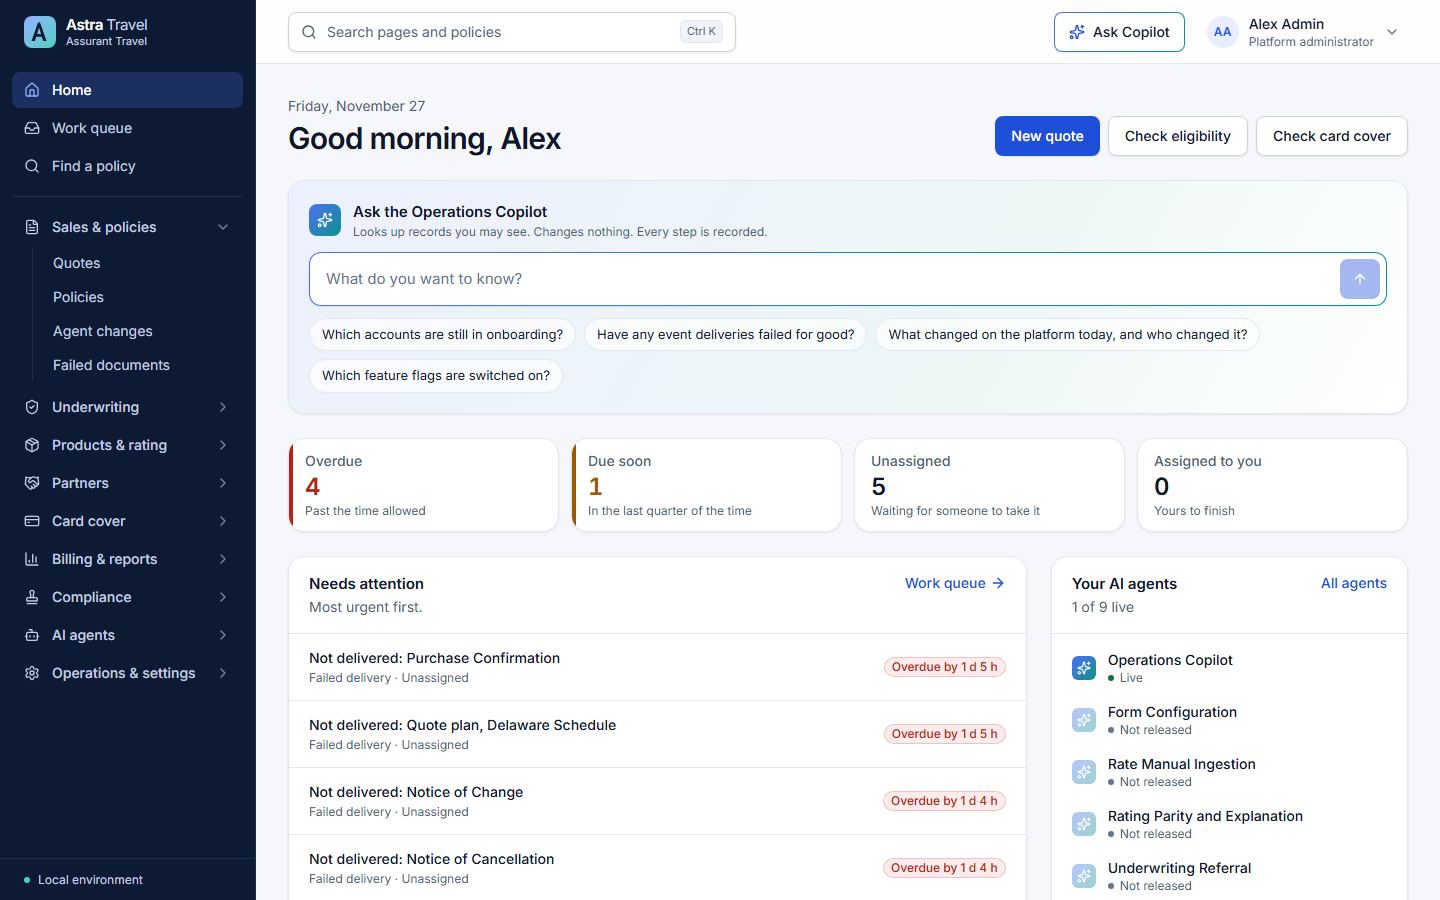 Astra Travel
Assurant Travel
Home
Work queue
Find a policy
Sales & policies
Quotes
Policies
Agent changes
Failed documents
Underwriting
Products & rating
Partners
Card cover
Billing & reports
Compliance
AI agents
Operations & settings
Local environment
Search pages and policies
Ctrl K
Ask Copilot
AA
Alex Admin
Platform administrator
Friday, November 27
Good morning, Alex
New quote
Check eligibility
Check card cover
Ask the Operations Copilot
Looks up records you may see. Changes nothing. Every step is recorded.
What do you want to know?
Which accounts are still in onboarding?
Have any event deliveries failed for good?
What changed on the platform today, and who changed it?
Which feature flags are switched on?
Overdue
4
Past the time allowed
Due soon
1
In the last quarter of the time
Unassigned
5
Waiting for someone to take it
Assigned to you
0
Yours to finish
Needs attention
Work queue
Most urgent first.
Not delivered: Purchase Confirmation
Failed delivery · Unassigned
Overdue by 1 d 5 h
Not delivered: Quote plan, Delaware Schedule
Failed delivery · Unassigned
Overdue by 1 d 5 h
Not delivered: Notice of Change
Failed delivery · Unassigned
Overdue by 1 d 4 h
Not delivered: Notice of Cancellation
Failed delivery · Unassigned
Overdue by 1 d 4 h
Your AI agents
All agents
1 of 9 live
Operations Copilot
Live
Form Configuration
Not released
Rate Manual Ingestion
Not released
Rating Parity and Explanation
Not released
Underwriting Referral
Not released